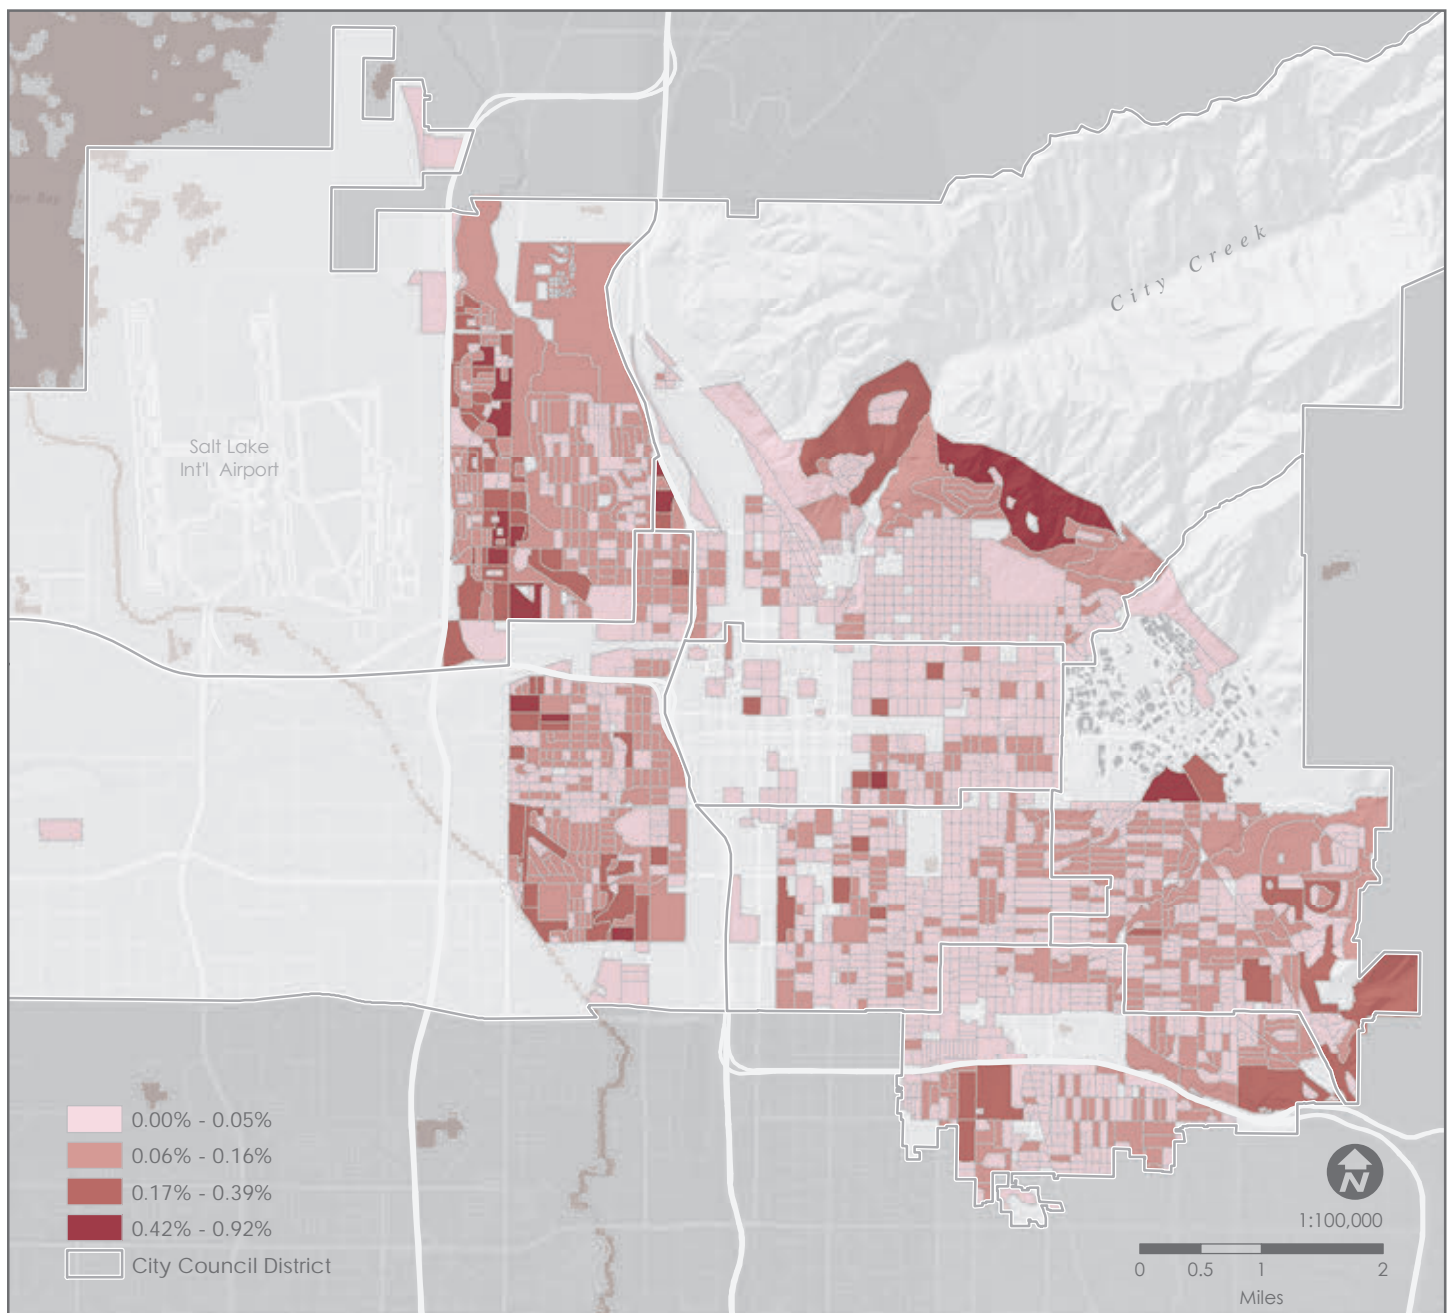 City Creek
Salt Lake
Int'l Airport
0.00% - 0.05%
0.06% - 0.16%
0.17% - 0.39%
0.42% - 0.92%
City Council District
N
1:100,000
0 0.5 1 2
Miles